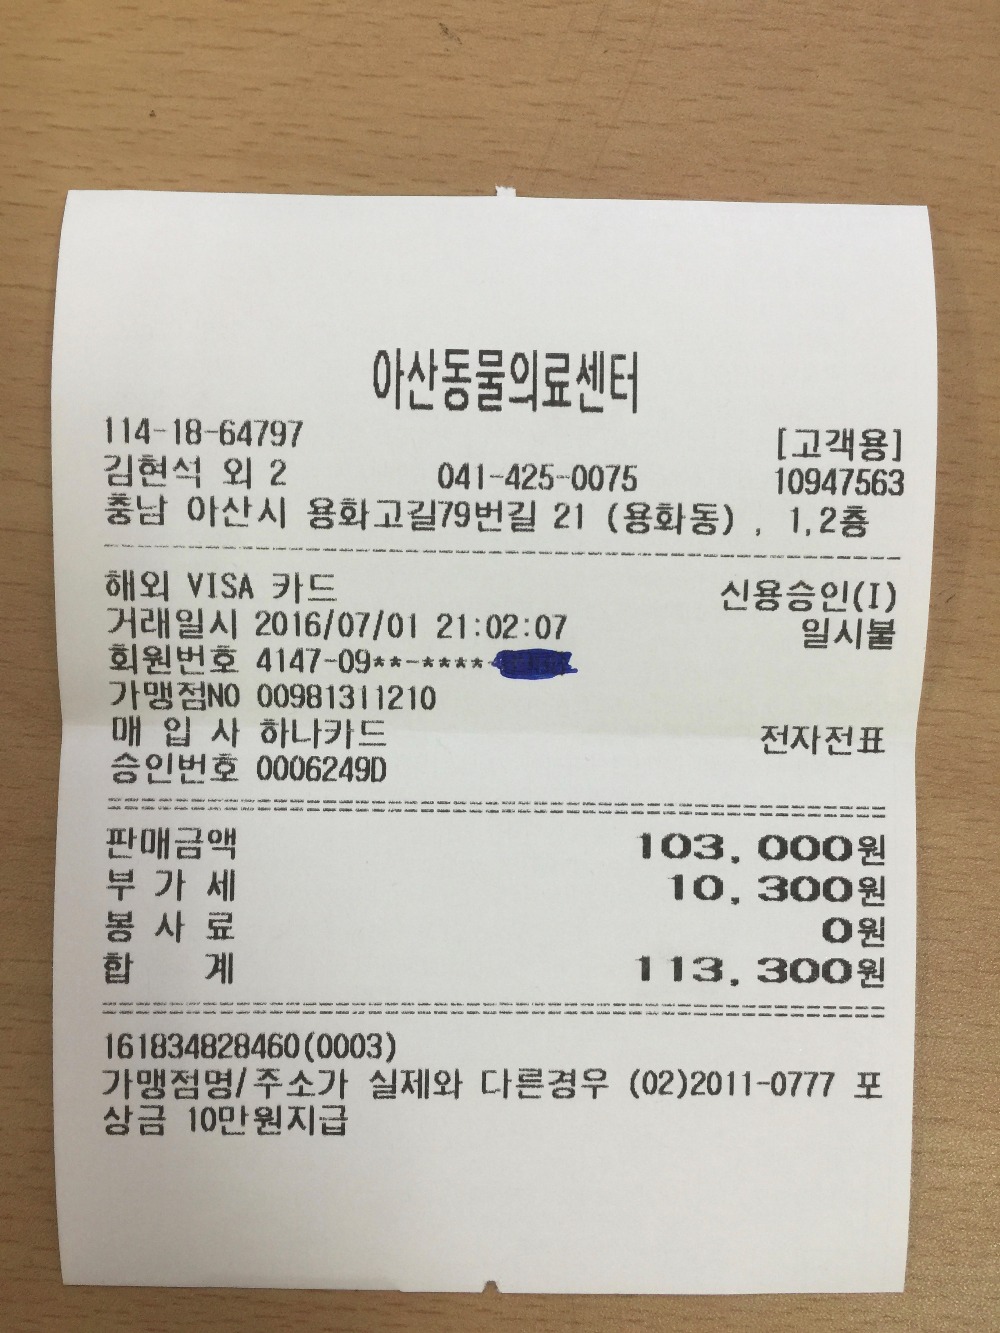 아산동물의료센터
114-18-64797 [고객용]
김현석 외 2 041-425-0075 10947563
충남 아산시 용화고길79번길 21 (용화동) , 1,2층
해외 VISA 카드 신용승인(I)
거래일시 2016/07/01 21:02:07 일시불
회원번호 4147-09**-****-
가맹점NO 00981311210
매 입 사 하나카드 전자전표
승인번호 0006249D
판매금액 103,000원
부 가 세 10,300원
봉 사 료 0원
합 계 113,300원
161834828460(0003)
가맹점명/주소가 실제와 다른경우 (02)2011-0777 포
상금 10만원지급